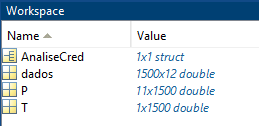 Workspace
Name Value
AnaliseCred 1x1 struct
dados 1500x12 double
P 11x1500 double
T 1x1500 double